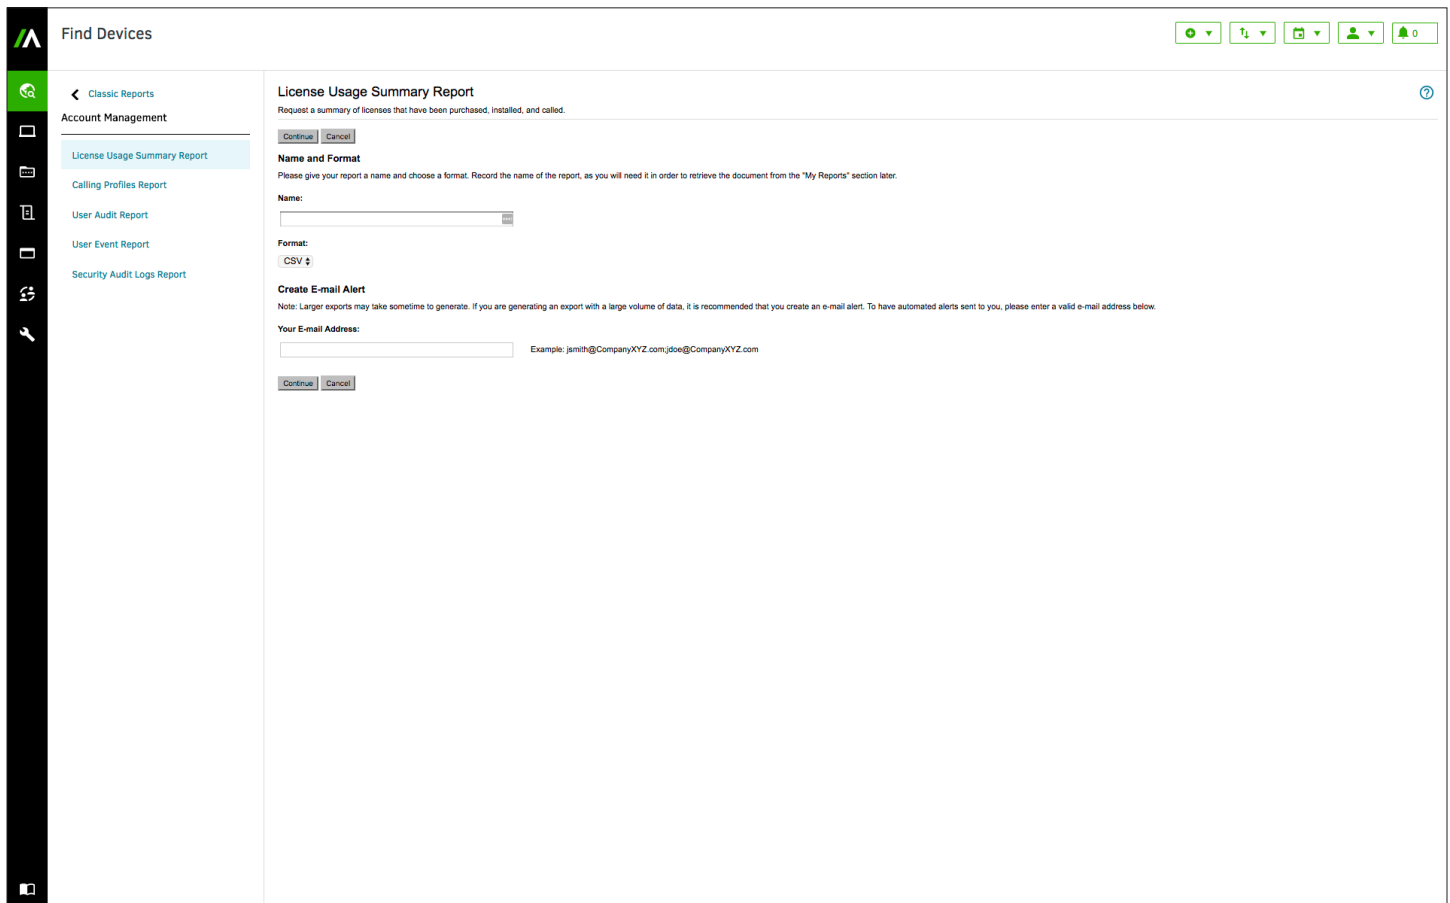 Find Devices
0
Classic Reports
Account Management
License Usage Summary Report
Calling Profiles Report
User Audit Report
User Event Report
Security Audit Logs Report
License Usage Summary Report
Request a summary of licenses that have been purchased, installed, and called.
Continue Cancel
Name and Format
Please give your report a name and choose a format. Record the name of the report, as you will need it in order to retrieve the document from the "My Reports" section later.
Name:
Format:
CSV
Create E-mail Alert
Note: Larger exports may take sometime to generate. If you are generating an export with a large volume of data, it is recommended that you create an e-mail alert. To have automated alerts sent to you, please enter a valid e-mail address below.
Your E-mail Address:
Example: jsmith@CompanyXYZ.com;jdoe@CompanyXYZ.com
Continue Cancel